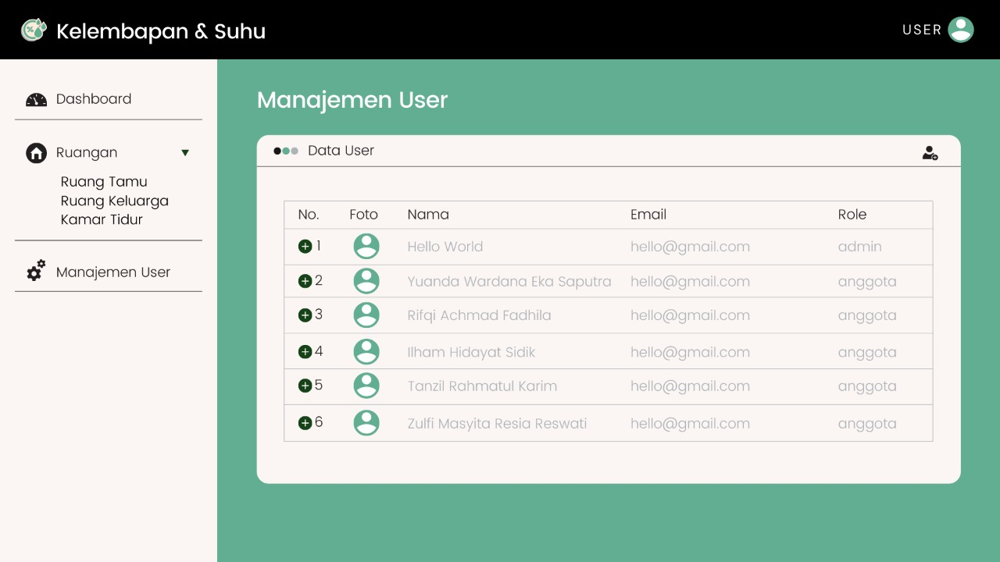 Kelembapan & Suhu
USER
Dashboard
Ruangan
Ruang Tamu
Ruang Keluarga
Kamar Tidur
Manajemen User
Manajemen User
Data User
No. Foto Nama Email Role
1 Hello World hello@gmail.com admin
2 Yuanda Wardana Eka Saputra hello@gmail.com anggota
3 Rifqi Achmad Fadhila hello@gmail.com anggota
4 Ilham Hidayat Sidik hello@gmail.com anggota
5 Tanzil Rahmatul Karim hello@gmail.com anggota
6 Zulfi Masyita Resia Reswati hello@gmail.com anggota